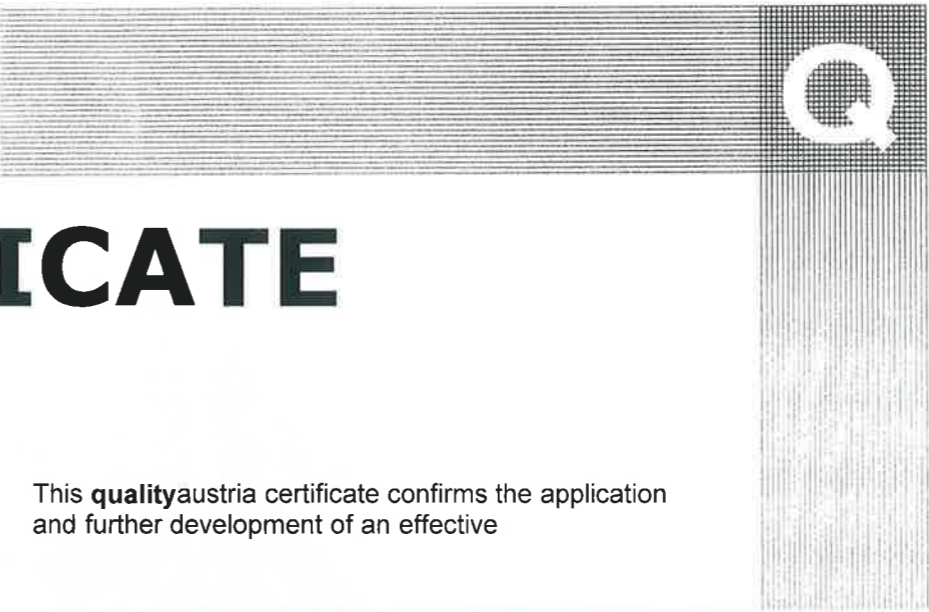 Q
ICATE
This qualityaustria certificate confirms the application
and further development of an effective